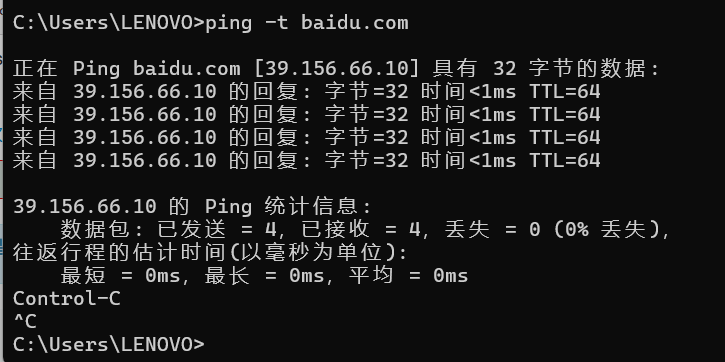 C:\Users\LENOVO>ping -t baidu.com
正在 Ping baidu.com [39.156.66.10] 具有 32 字节的数据:
来自 39.156.66.10 的回复: 字节=32 时间<1ms TTL=64
来自 39.156.66.10 的回复: 字节=32 时间<1ms TTL=64
来自 39.156.66.10 的回复: 字节=32 时间<1ms TTL=64
来自 39.156.66.10 的回复: 字节=32 时间<1ms TTL=64
39.156.66.10 的 Ping 统计信息:
数据包: 已发送 = 4, 已接收 = 4, 丢失 = 0 (0% 丢失),
往返行程的估计时间(以毫秒为单位):
最短 = 0ms, 最长 = 0ms, 平均 = 0ms
Control-C
^C
C:\Users\LENOVO>